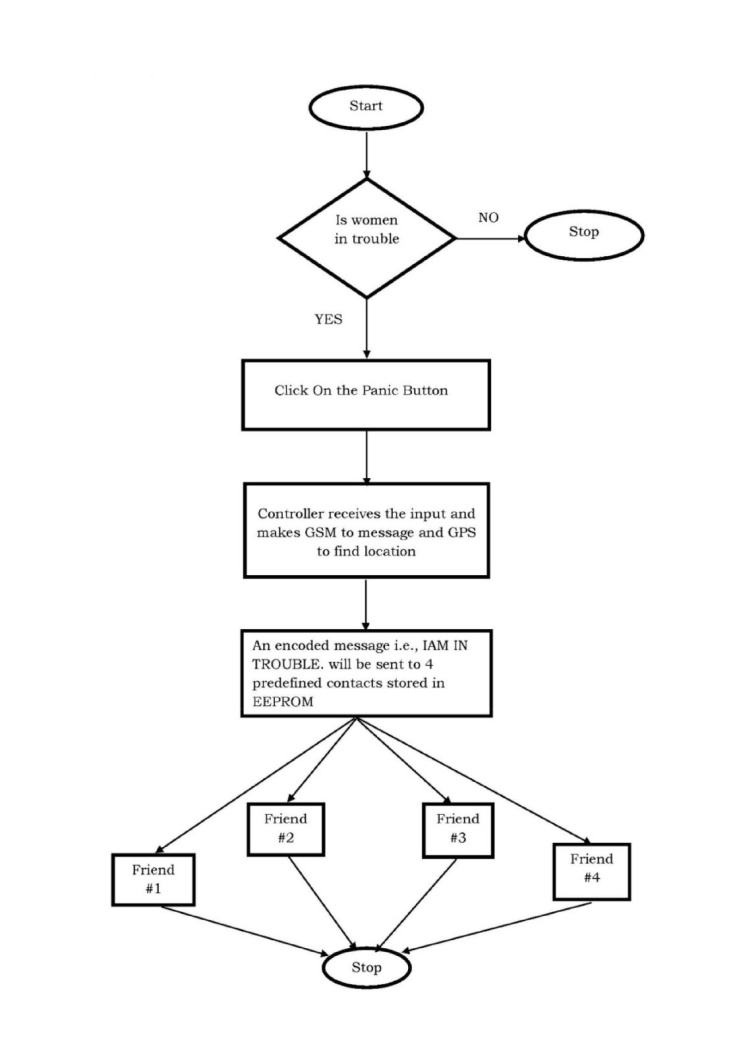 Start
Is women
in trouble
NO
Stop
YES
Click On the Panic Button
Controller receives the input and
makes GSM to message and GPS
to find location
An encoded message i.e., IAM IN
TROUBLE. will be sent to 4
predefined contacts stored in
EEPROM
Friend
#1
Friend
#2
Friend
#3
Friend
#4
Stop